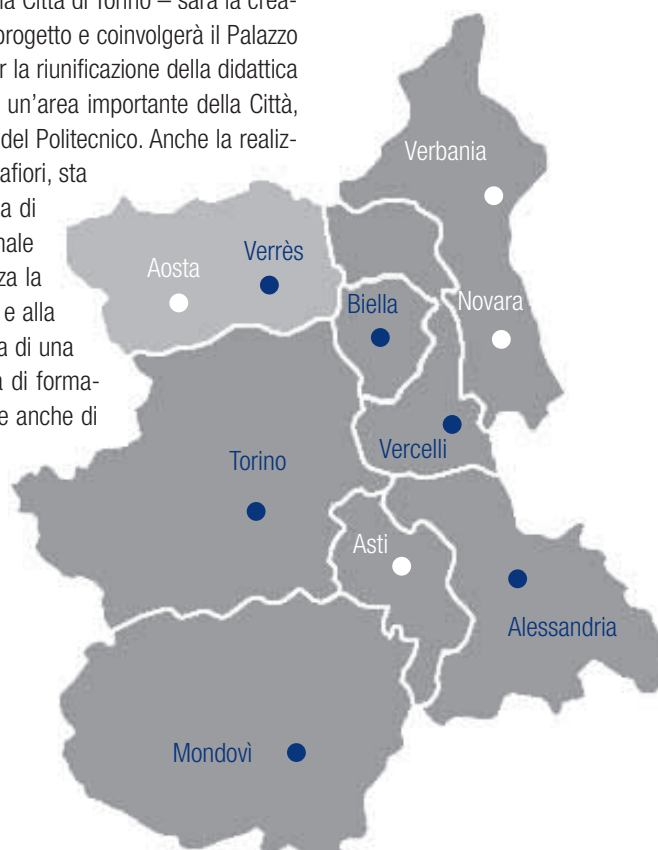 la Città di Torino – sarà la crea-
progetto e coinvolgerà il Palazzo
r la riunificazione della didattica
un'area importante della Città,
del Politecnico. Anche la realiz-
afiori, sta
a di
nale
za la
e alla
a di una
a di forma-
e anche di
Verbania
Aosta
Verrès
Biella
Novara
Torino
Vercelli
Asti
Alessandria
Mondovì